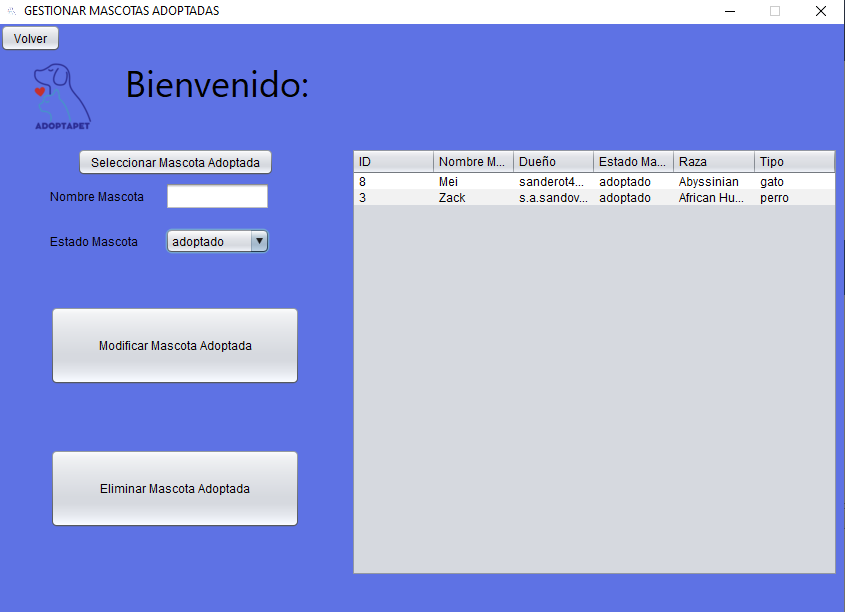 GESTIONAR MASCOTAS ADOPTADAS
Volver
ADOPTAPET
Bienvenido:
Seleccionar Mascota Adoptada
Nombre Mascota
Estado Mascota
adoptado
Modificar Mascota Adoptada
Eliminar Mascota Adoptada
ID Nombre M... Dueño Estado Ma... Raza Tipo
8 Mei sanderot4... adoptado Abyssinian gato
3 Zack s.a.sandov... adoptado African Hu... perro